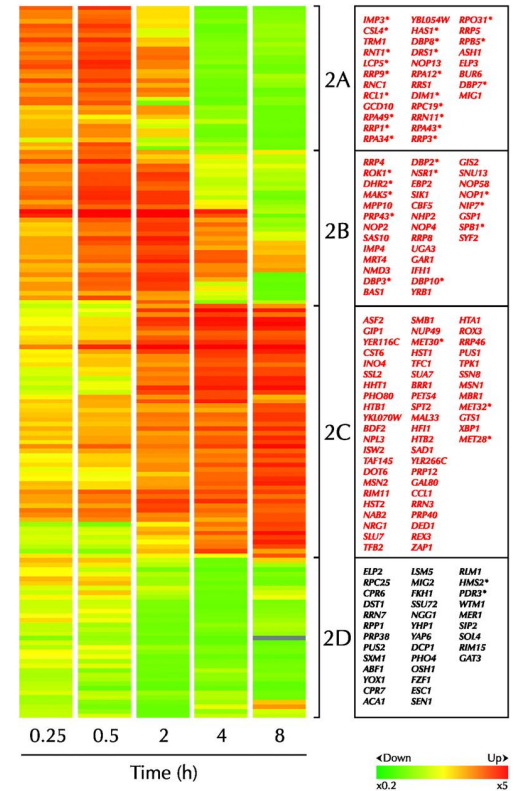 2A
IMP3* YBL054W RPO31*
CSL4* HAS1* RRP5
TRM1 DBP8* RPB5*
RNT1* DRS1* ASH1
LCP5* NOP13 ELP3
RRP9* RPA12* BUR6
RNC1 RRS1 DBP7*
RCL1* DIM1* MIG1
GCD10 RPC19*
RPA49* RRN11*
RRP1* RPA43*
RPA34* RRP3*
2B
RRP4 DBP2* GIS2
ROK1* NSR1* SNU13
DHR2* EBP2 NOP58
MAK5* SIK1 NOP1*
MPP10 CBF5 NIP7*
PRP43* NHP2 GSP1
NOP2 NOP4 SPB1*
SAS10 RRP8 SYF2
IMP4 UGA3
MRT4 GAR1
NMD3 IFH1
DBP3* DBP10*
BAS1 YRB1
2C
ASF2 SMB1 HTA1
GIP1 NUP49 ROX3
YER116C MET30* RRP46
CST6 HST1 PUS1
INO4 TFC1 TPK1
SSL2 SUA7 SSN8
HHT1 BRR1 MSN1
PHO80 PET54 MBR1
HTB1 SPT2 MET32*
YKL070W MAL33 GTS1
BDF2 HFI1 XBP1
NPL3 HTB2 MET28*
ISW2 SAD1
TAF145 YLR266C
DOT6 PRP12
MSN2 GAL80
RIM11 CCL1
HST2 RRN3
NAB2 PRP40
NRG1 DED1
SLU7 REX3
TFB2 ZAP1
2D
ELP2 LSM5 RLM1
RPC25 MIG2 HMS2*
CPR6 FKH1 PDR3*
DST1 SSU72 WTM1
RRN7 NGG1 MER1
RPP1 YHP1 SIP2
PRP38 YAP6 SOL4
PUS2 DCP1 RIM15
SXM1 PHO4 GAT3
ABF1 OSH1
YOX1 FZF1
CPR7 ESC1
ACA1 SEN1
0.25 0.5 2 4 8
Time (h)
Down Up
x0.2 x5